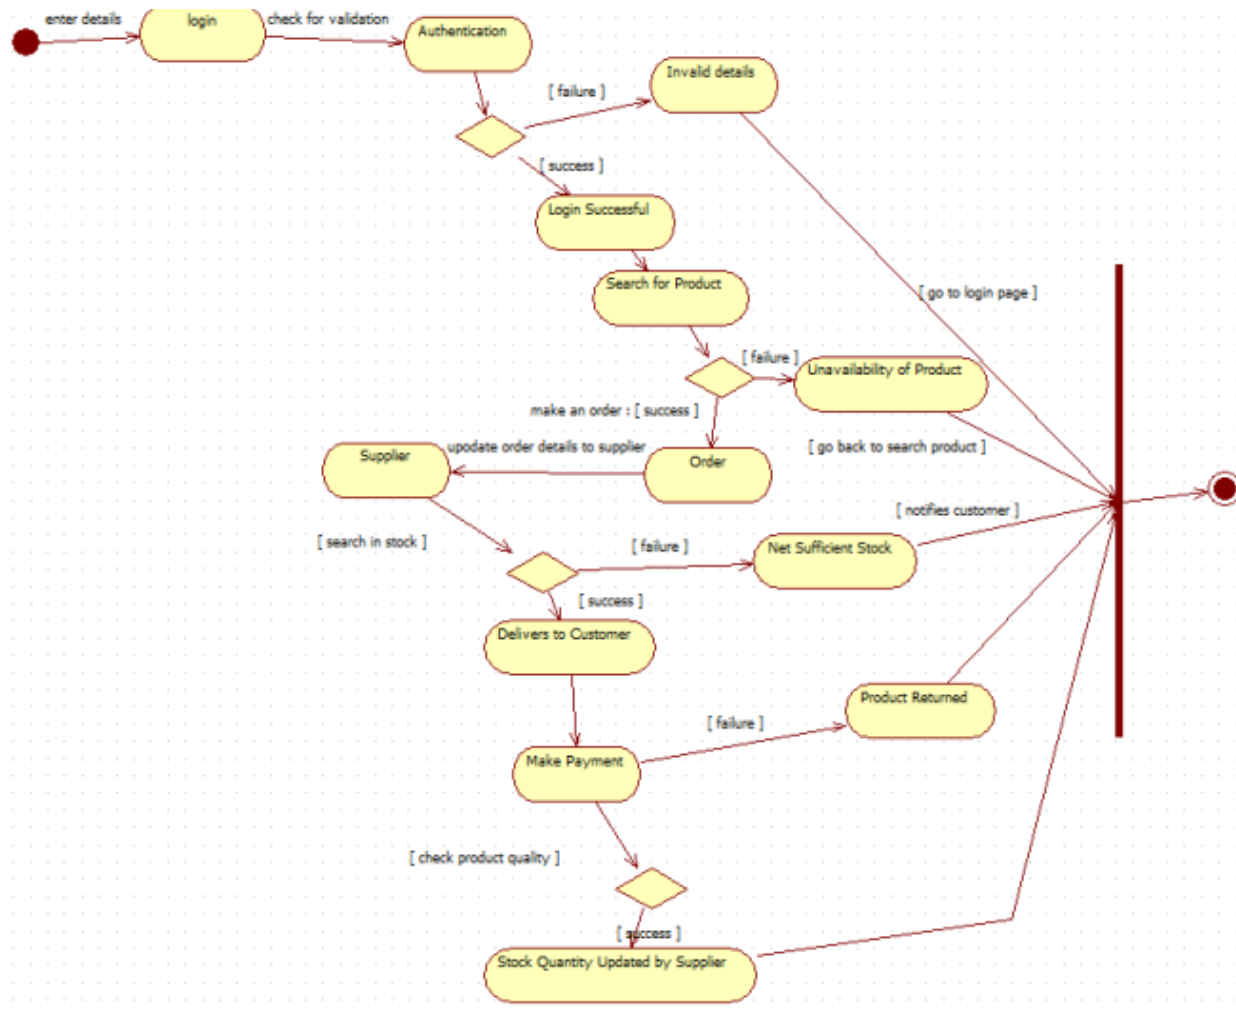 enter details
login
check for validation
Authentication
Invalid details
[ failure ]
[ success ]
Login Successful
Search for Product
[ go to login page ]
[ failure ]
Unavailability of Product
make an order : [ success ]
[ go back to search product ]
Supplier
upodate order details to supplier
Order
[ notifies customer ]
[ search in stock ]
[ failure ]
Net Sufficient Stock
[ success ]
Delivers to Customer
Product Returned
[ failure ]
Make Payment
[ check product quality ]
[ success ]
Stock Quantity Updated by Supplier